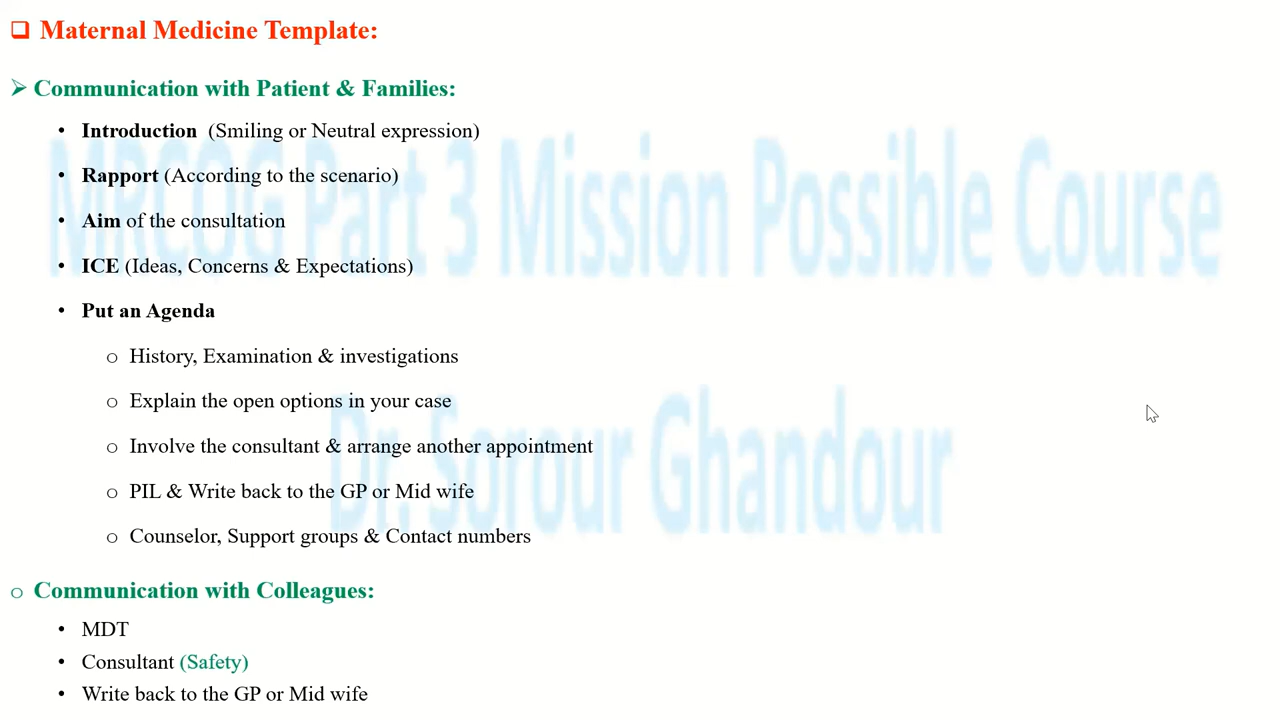 ❑ Maternal Medicine Template:
➢ Communication with Patient & Families:
• Introduction (Smiling or Neutral expression)
• Rapport (According to the scenario)
• Aim of the consultation
• ICE (Ideas, Concerns & Expectations)
• Put an Agenda
o History, Examination & investigations
o Explain the open options in your case
o Involve the consultant & arrange another appointment
o PIL & Write back to the GP or Mid wife
o Counselor, Support groups & Contact numbers
o Communication with Colleagues:
• MDT
• Consultant (Safety)
• Write back to the GP or Mid wife
MRCOG Part 3 Mission Possible Course
Dr. Sorour Ghandour